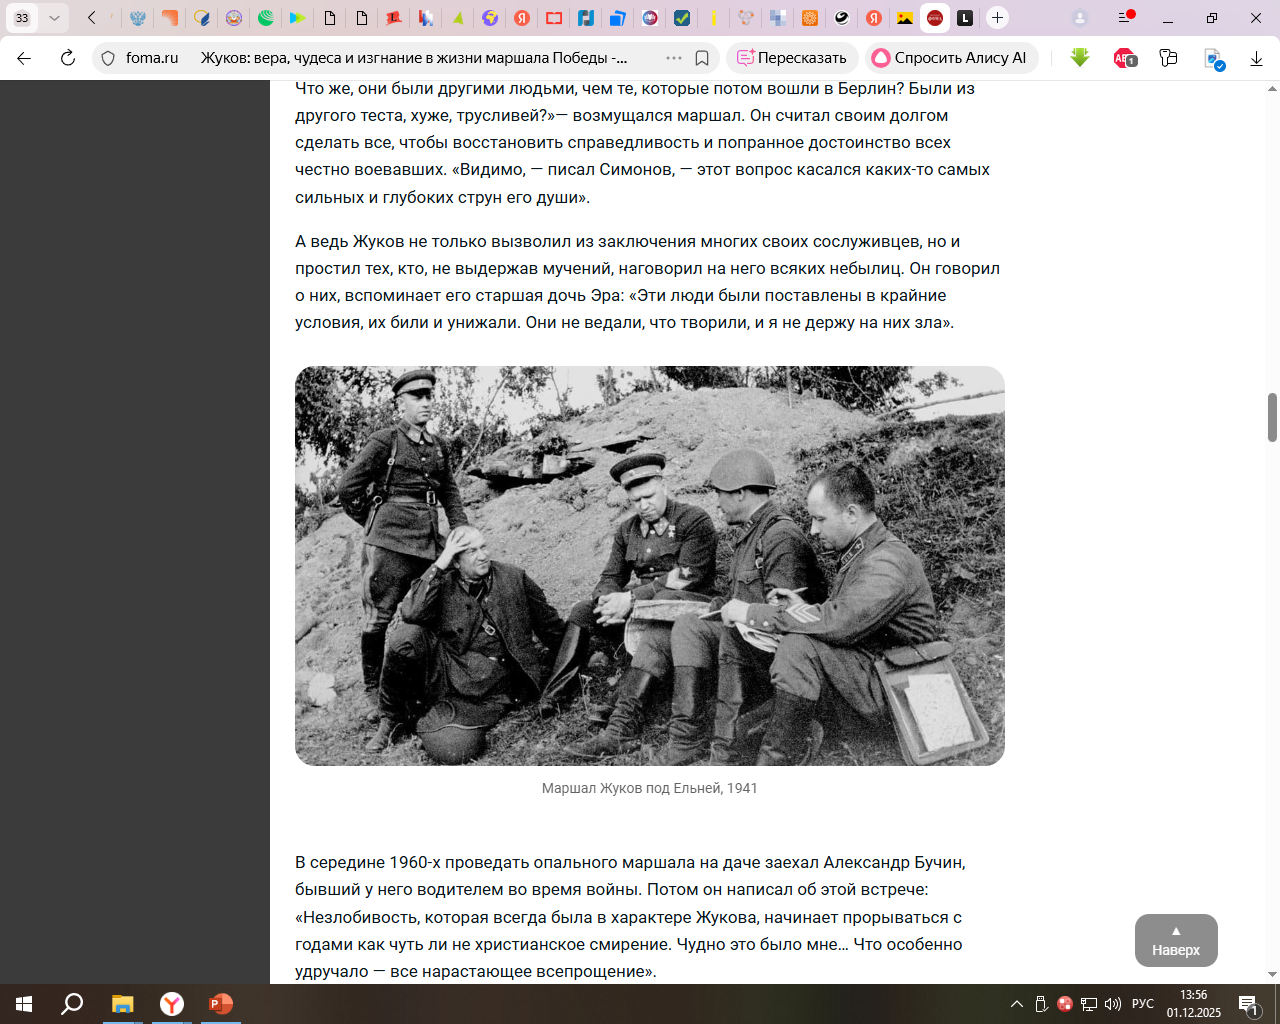 33
foma.ru
Жуков: вера, чудеса и изгнание в жизни маршала Победы -...
Пересказать
Спросить Алису AI
1
Что же, они были другими людьми, чем те, которые потом вошли в Берлин? Были из
другого теста, хуже, трусливей?»— возмущался маршал. Он считал своим долгом
сделать все, чтобы восстановить справедливость и попранное достоинство всех
честно воевавших. «Видимо, — писал Симонов, — этот вопрос касался каких-то самых
сильных и глубоких струн его души».
А ведь Жуков не только вызволил из заключения многих своих сослуживцев, но и
простил тех, кто, не выдержав мучений, наговорил на него всяких небылиц. Он говорил
о них, вспоминает его старшая дочь Эра: «Эти люди были поставлены в крайние
условия, их били и унижали. Они не ведали, что творили, и я не держу на них зла».
Маршал Жуков под Ельней, 1941
В середине 1960-х проведать опального маршала на даче заехал Александр Бучин,
бывший у него водителем во время войны. Потом он написал об этой встрече:
«Незлобивость, которая всегда была в характере Жукова, начинает прорываться с
годами как чуть ли не христианское смирение. Чудно это было мне… Что особенно
удручало — все нарастающее всепрощение».
Наверх
РУС
13:56
01.12.2025
1